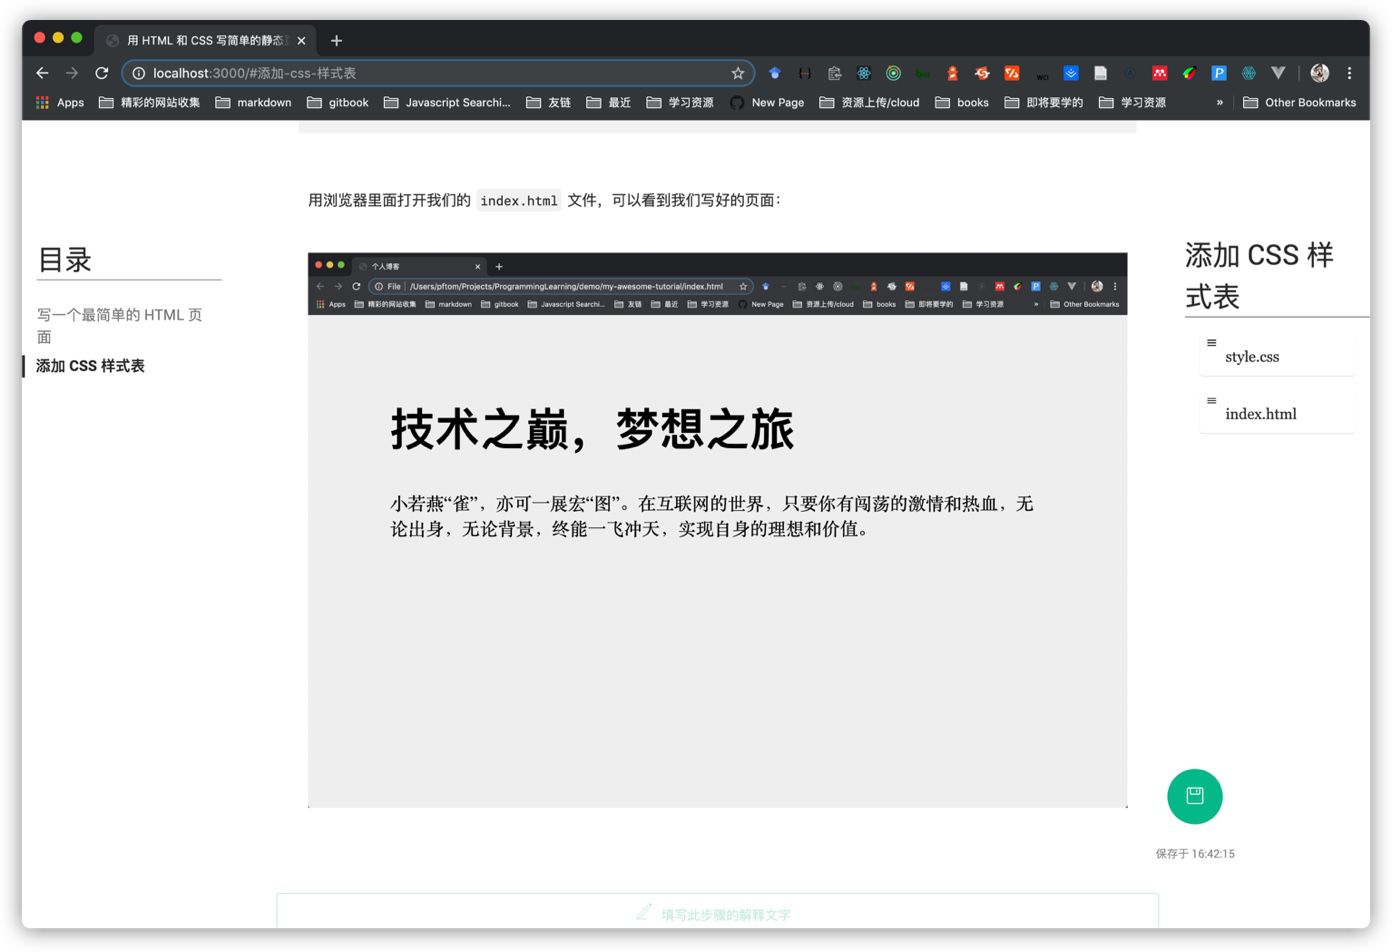 用 HTML 和 CSS 写简单的静态
localhost:3000/#添加-css-样式表
Apps
精彩的网站收集
markdown
gitbook
Javascript Searchi...
友链
最近
学习资源
New Page
资源上传/cloud
books
即将要学的
学习资源
»
Other Bookmarks
用浏览器里面打开我们的 index.html 文件，可以看到我们写好的页面：
目录
写一个最简单的 HTML 页
面
添加 CSS 样式表
个人博客
File | /Users/pftom/Projects/ProgrammingLearning/demo/my-awesome-tutorial/index.html
Apps
精彩的网站收集
markdown
gitbook
Javascript Searchi...
友链
最近
学习资源
New Page
资源上传/cloud
books
即将要学的
学习资源
»
Other Bookmarks
技术之巅，梦想之旅
小若燕“雀”，亦可一展宏“图”。在互联网的世界，只要你有闯荡的激情和热血，无
论出身，无论背景，终能一飞冲天，实现自身的理想和价值。
添加 CSS 样
式表
style.css
index.html
保存于 16:42:15
填写此步骤的解释文字